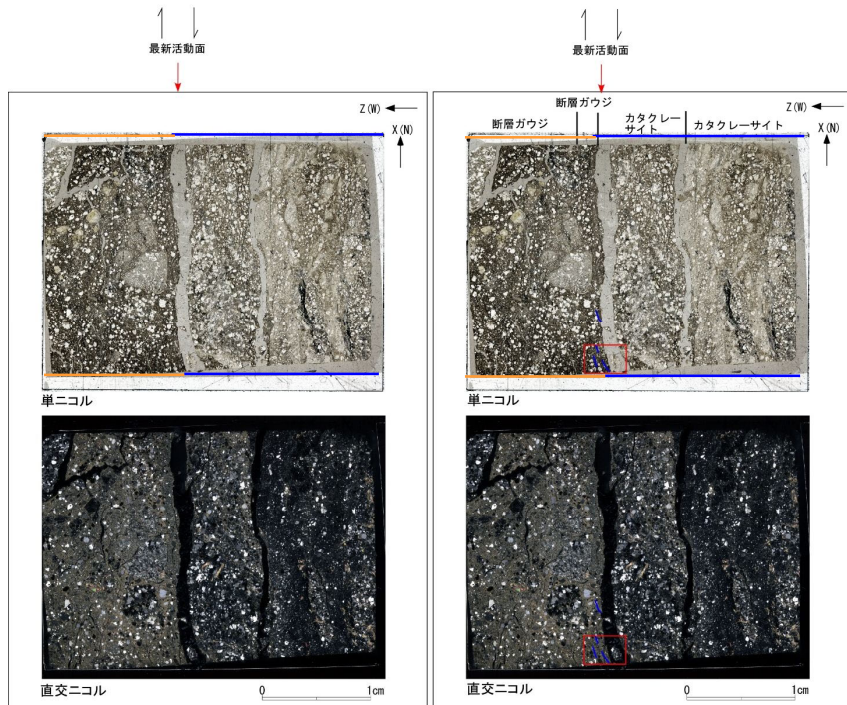 最新活動面
Z(W)
X(N)
単ニコル
直交ニコル
0 1cm
最新活動面
Z(W)
X(N)
断層ガウジ
断層ガウジ
カタクレー
サイト
カタクレーサイト
単ニコル
直交ニコル
0 1cm